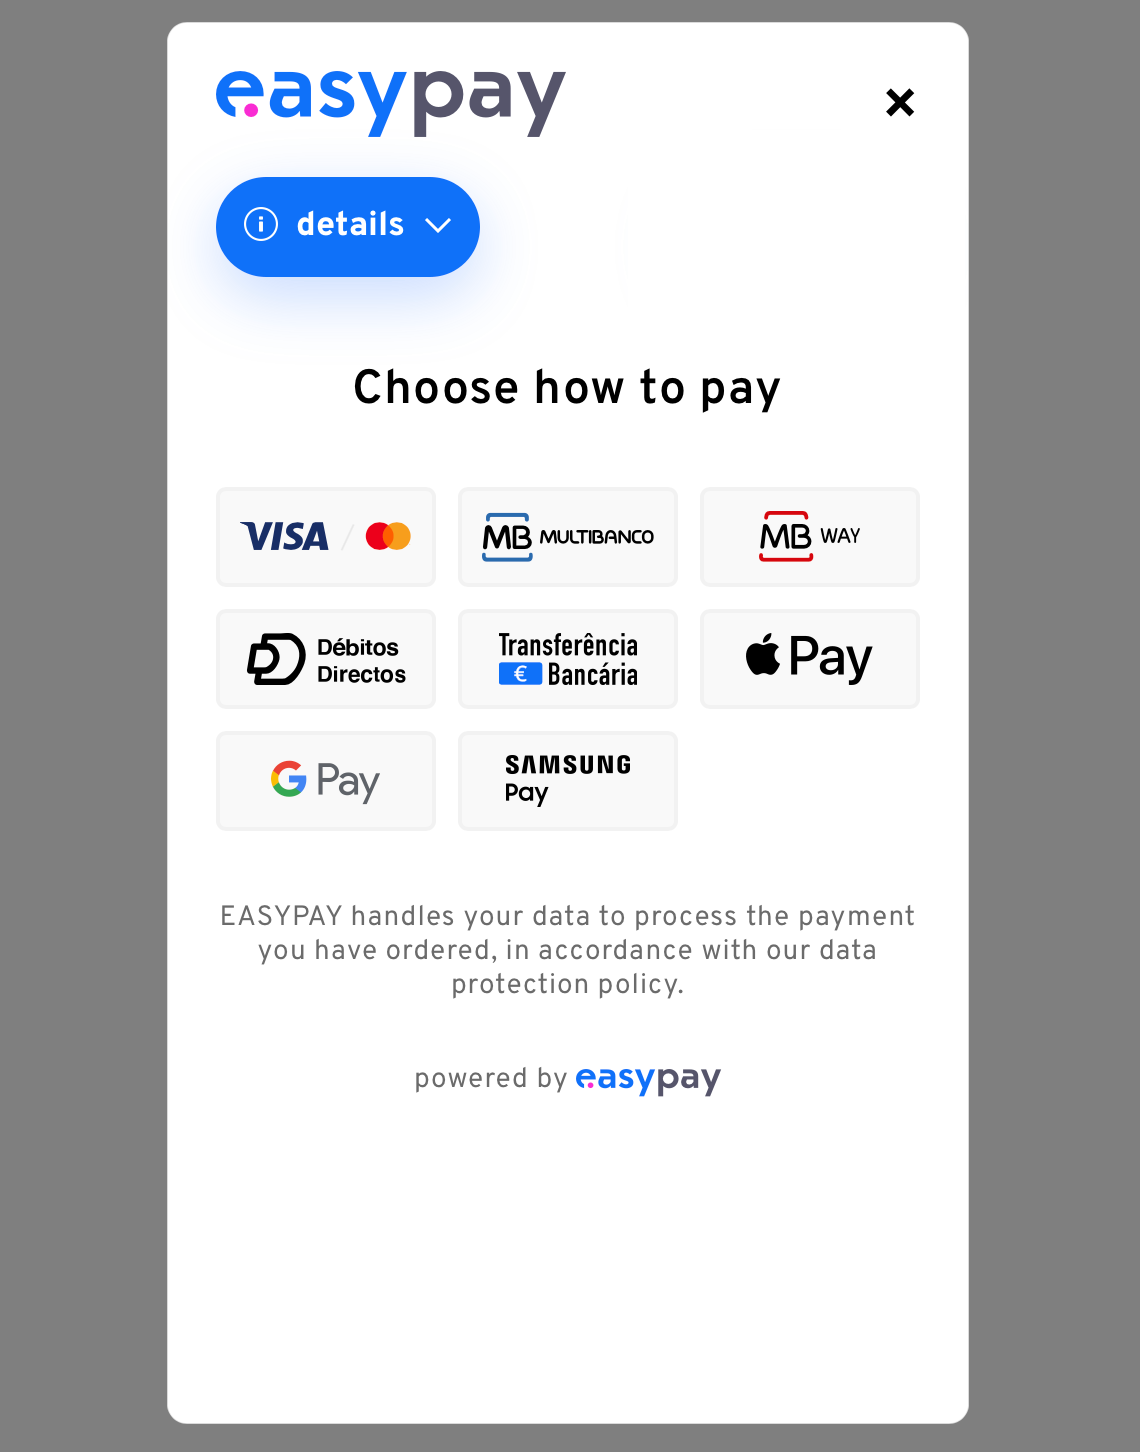 easypay
details
Choose how to pay
VISA
MB MULTIBANCO
MB WAY
Débitos
Directos
Transferência
€ Bancária
Pay
G Pay
SAMSUNG
Pay
EASYPAY handles your data to process the payment
you have ordered, in accordance with our data
protection policy.
powered by easypay